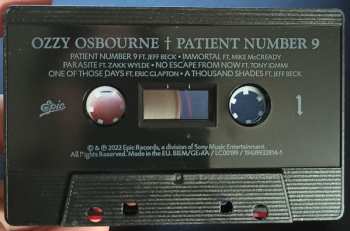 OZZY OSBOURNE † PATIENT NUMBER 9
PATIENT NUMBER 9 FT. JEFF BECK • IMMORTAL FT. MIKE McCREADY
PARASITE FT. ZAKK WYLDE • NO ESCAPE FROM NOW FT. TONY IOMMI
ONE OF THOSE DAYS FT. ERIC CLAPTON • A THOUSAND SHADES FT. JEFF BECK
Epic
1
℗ & © 2022 Epic Records, a division of Sony Music Entertainment.
All Rights Reserved. Made in the E.U. BIEM/GEMA / LC00199 /